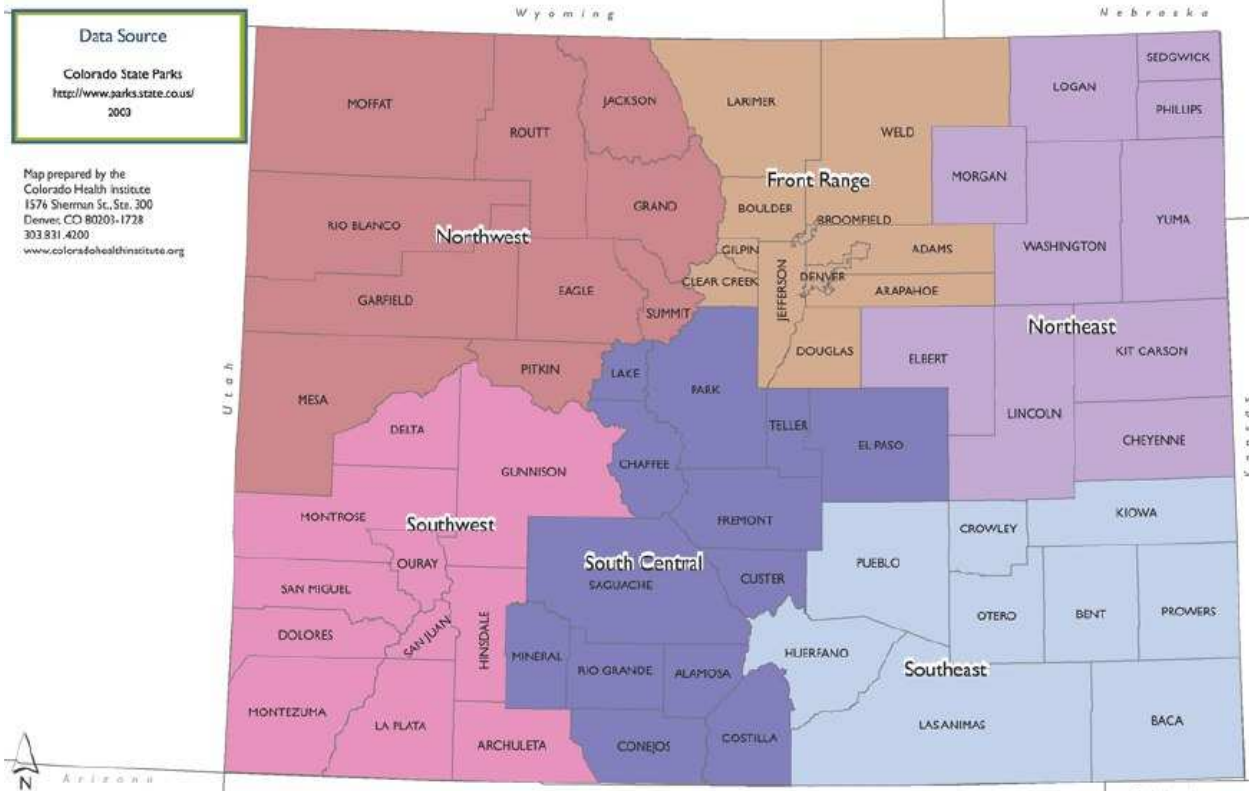 Wyoming
Nebraska
Data Source
Colorado State Parks
http://www.parks.state.co.us/
2003
Map prepared by the
Colorado Health Institute
1576 Sherman St., Ste. 300
Denver, CO 80203-1728
303.831.4200
www.coloradohealthinstitute.org
MOFFAT
ROUTT
JACKSON
LARIMER
WELD
LOGAN
SEDGWICK
PHILLIPS
MORGAN
Front Range
RIO BLANCO
GRAND
BOULDER
BROOMFIELD
YUMA
Northwest
WASHINGTON
GILPIN
ADAMS
CLEAR CREEK
DENVER
ARAPAHOE
JEFFERSON
GARFIELD
EAGLE
SUMMIT
Northeast
DOUGLAS
ELBERT
KIT CARSON
PITKIN
LAKE
PARK
Utah
MESA
LINCOLN
Kansas
DELTA
TELLER
EL PASO
CHEYENNE
GUNNISON
CHAFFEE
MONTROSE
Southwest
FREMONT
CROWLEY
KIOWA
OURAY
South Central
SAGUACHE
CUSTER
PUEBLO
SAN MIGUEL
OTERO
BENT
PROWERS
DOLORES
SAN JUAN
HINSDALE
MINERAL
RIO GRANDE
ALAMOSA
HUERFANO
Southeast
MONTEZUMA
LA PLATA
ARCHULETA
CONEJOS
COSTILLA
LAS ANIMAS
BACA
N
Arizona